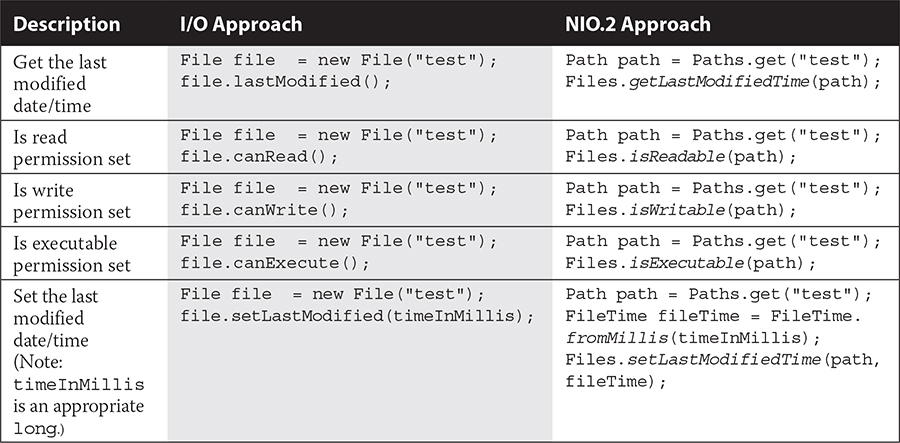 Description I/O Approach NIO.2 Approach
Get the last
modified
date/time
File file  = new File("test");
file.lastModified();
Path path = Paths.get("test");
Files.getLastModifiedTime(path);
Is read
permission set
File file  = new File("test");
file.canRead();
Path path = Paths.get("test");
Files.isReadable(path);
Is write
permission set
File file  = new File("test");
file.canWrite();
Path path = Paths.get("test");
Files.isWritable(path);
Is executable
permission set
File file  = new File("test");
file.canExecute();
Path path = Paths.get("test");
Files.isExecutable(path);
Set the last
modified
date/time
(Note:
timeInMillis
is an appropriate
long.)
File file  = new File("test");
file.setLastModified(timeInMillis);
Path path = Paths.get("test");
FileTime fileTime = FileTime.
fromMillis(timeInMillis);
Files.setLastModifiedTime(path,
fileTime);